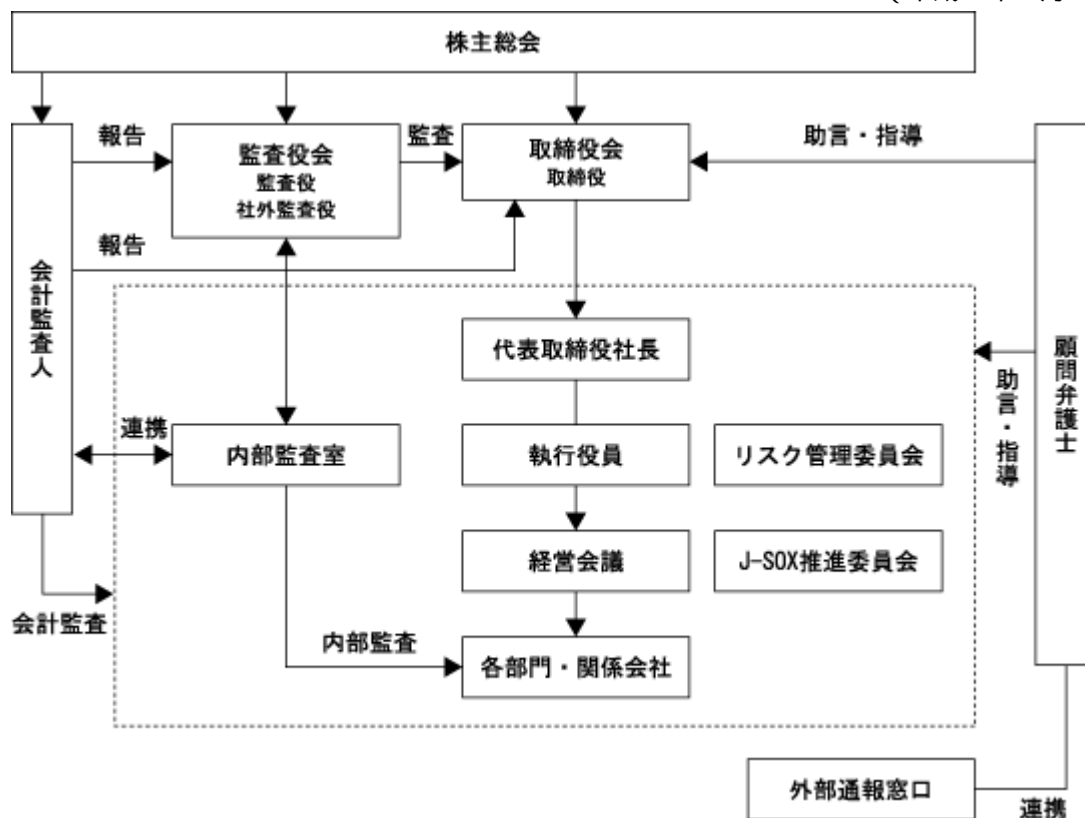 株主総会
報告
監査役会
監査役
社外監査役
監査
取締役会
取締役
助言・指導
報告
会計監査人
代表取締役社長
顧問弁護士
助言・指導
連携
内部監査室
執行役員
リスク管理委員会
経営会議
J-SOX推進委員会
会計監査
内部監査
各部門・関係会社
外部通報窓口
連携